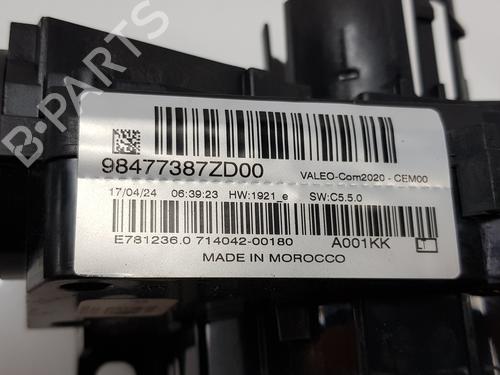 B-PARTS
98477387ZD00 VALEO-Com2020 - CEM00
17/04/24 06:39:23 HW:1921_e SW:C5.5.0
E781236.0 714042-00180 A001KK LT
MADE IN MOROCCO